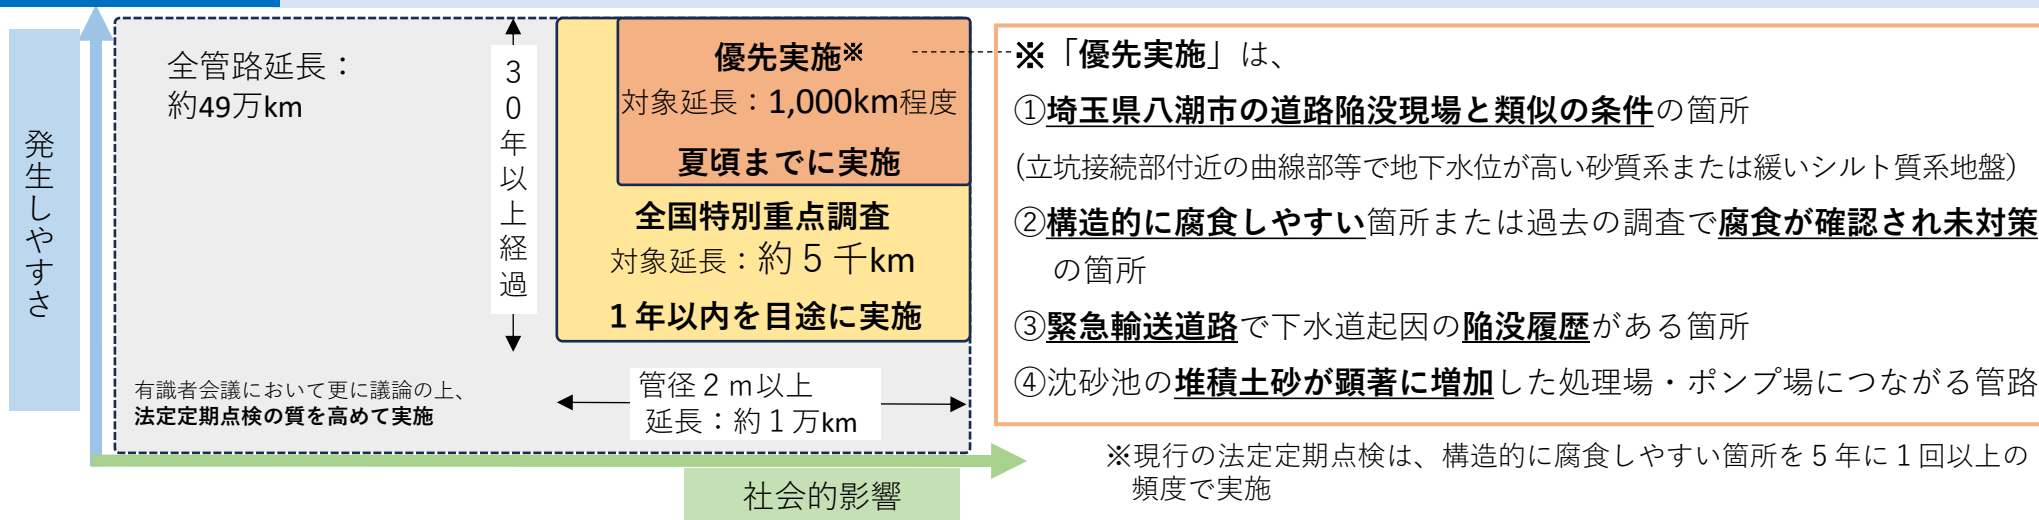 発生しやすさ
全管路延長：
約49万km
30年以上経過
優先実施※
対象延長：1,000km程度
夏頃までに実施
全国特別重点調査
対象延長：約５千km
１年以内を目途に実施
有識者会議において更に議論の上、
法定定期点検の質を高めて実施
管径２ｍ以上
延長：約１万km
社会的影響
※「優先実施」は、
①埼玉県八潮市の道路陥没現場と類似の条件の箇所
(立坑接続部付近の曲線部等で地下水位が高い砂質系または緩いシルト質系地盤)
②構造的に腐食しやすい箇所または過去の調査で腐食が確認され未対策
の箇所
③緊急輸送道路で下水道起因の陥没履歴がある箇所
④沈砂池の堆積土砂が顕著に増加した処理場・ポンプ場につながる管路
※現行の法定定期点検は、構造的に腐食しやすい箇所を５年に１回以上の
頻度で実施